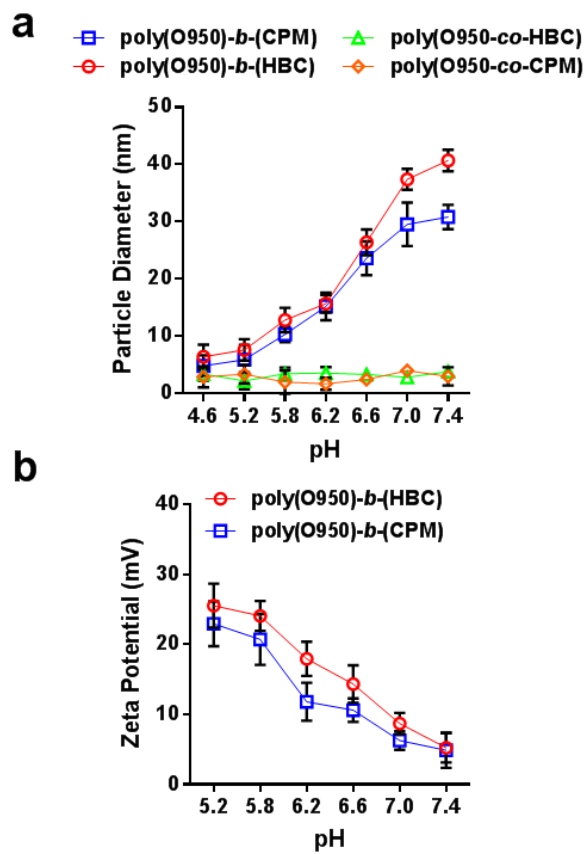 a
poly(O950)-b-(CPM) poly(O950-co-HBC)
poly(O950)-b-(HBC) poly(O950-co-CPM)
50
40
30
20
10
0
Particle Diameter (nm)
4.6 5.2 5.8 6.2 6.6 7.0 7.4
pH
b
poly(O950)-b-(HBC)
poly(O950)-b-(CPM)
40
30
20
10
0
Zeta Potential (mV)
5.2 5.8 6.2 6.6 7.0 7.4
pH